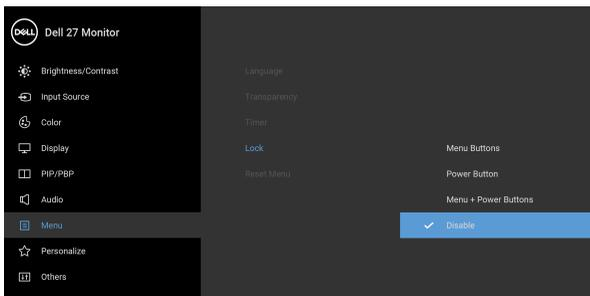 DELL Dell 27 Monitor
Brightness/Contrast
Input Source
Color
Display
PIP/PBP
Audio
Menu
Personalize
Others
Language
Transparency
Timer
Lock
Reset Menu
Menu Buttons
Power Button
Menu + Power Buttons
Disable